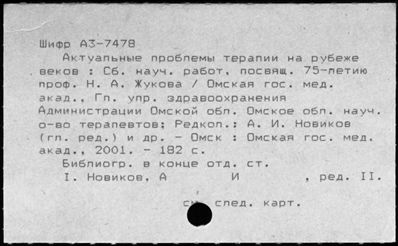 Шифр А3-7478
Актуальные проблемы терапии на рубеже
веков : Сб. науч. работ, посвящ. 75-летию
проф. Н. А. Жукова / Омская гос. мед.
акад., Гл. упр. здравоохранения
Администрации Омской обл. Омское обл. науч.
о-во терапевтов; Редкол.: А. И. Новиков
(гл. ред.) и др. - Омск : Омская гос. мед.
акад., 2001. - 182 с.
Библиогр. в конце отд. ст.
I. Новиков, А И , ред. II.
см. след. карт.